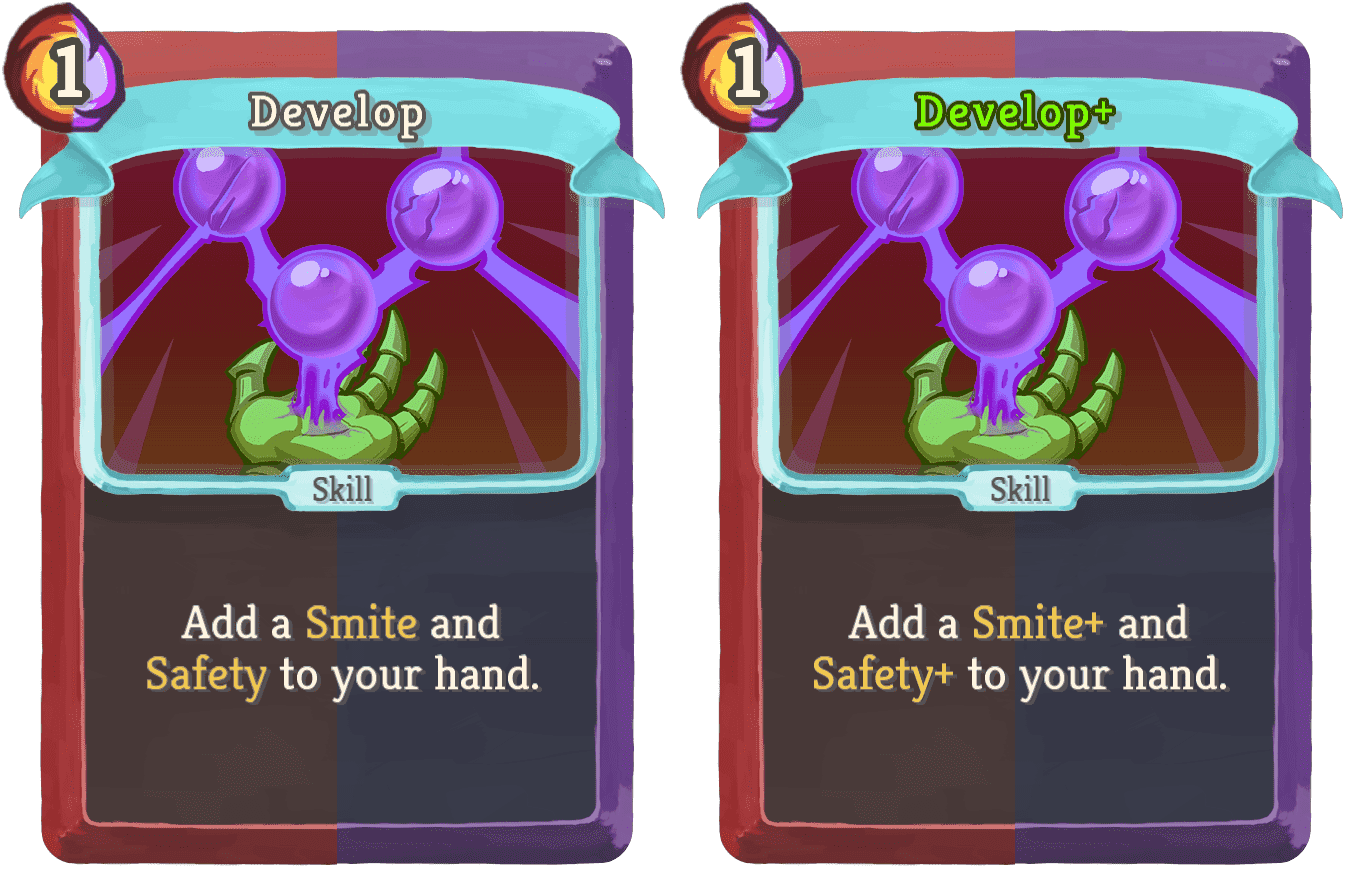 1
Develop
Skill
Add a Smite and
Safety to your hand.
1
Develop+
Skill
Add a Smite+ and
Safety+ to your hand.